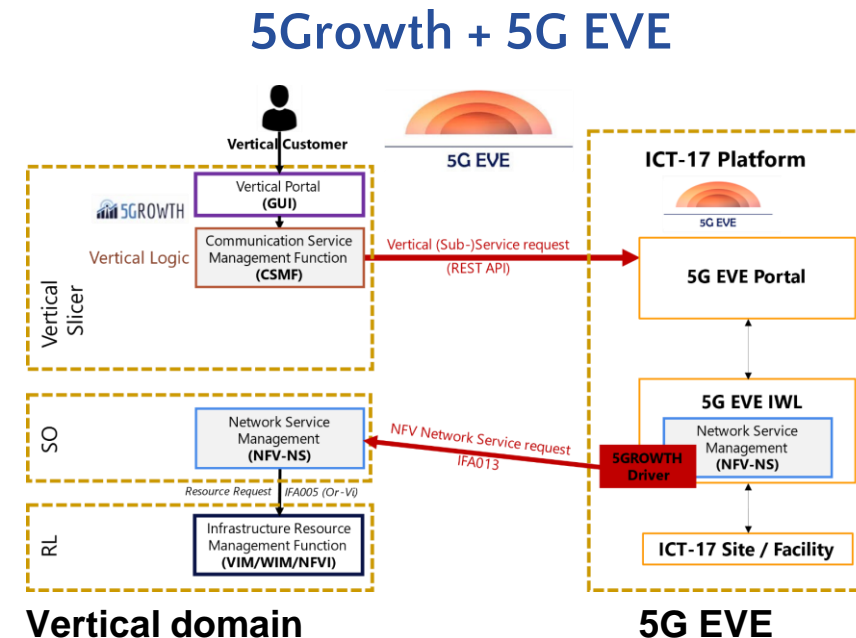 5Growth + 5G EVE
Vertical Customer
5G EVE
Vertical Portal
(GUI)
5GROWTH
Communication Service
Management Function
(CSMF)
Vertical Logic
Vertical
Slicer
Vertical (Sub-)Service request
(REST API)
ICT-17 Platform
5G EVE
5G EVE Portal
SO
Network Service
Management
(NFV-NS)
NFV Network Service request
IFA013
5G EVE IWL
Network Service
Management
(NFV-NS)
5GROWTH
Driver
Resource Request
IFA005 (Or-Vi)
RL
Infrastructure Resource
Management Function
(VIM/WIM/NFVI)
ICT-17 Site / Facility
Vertical domain
5G EVE